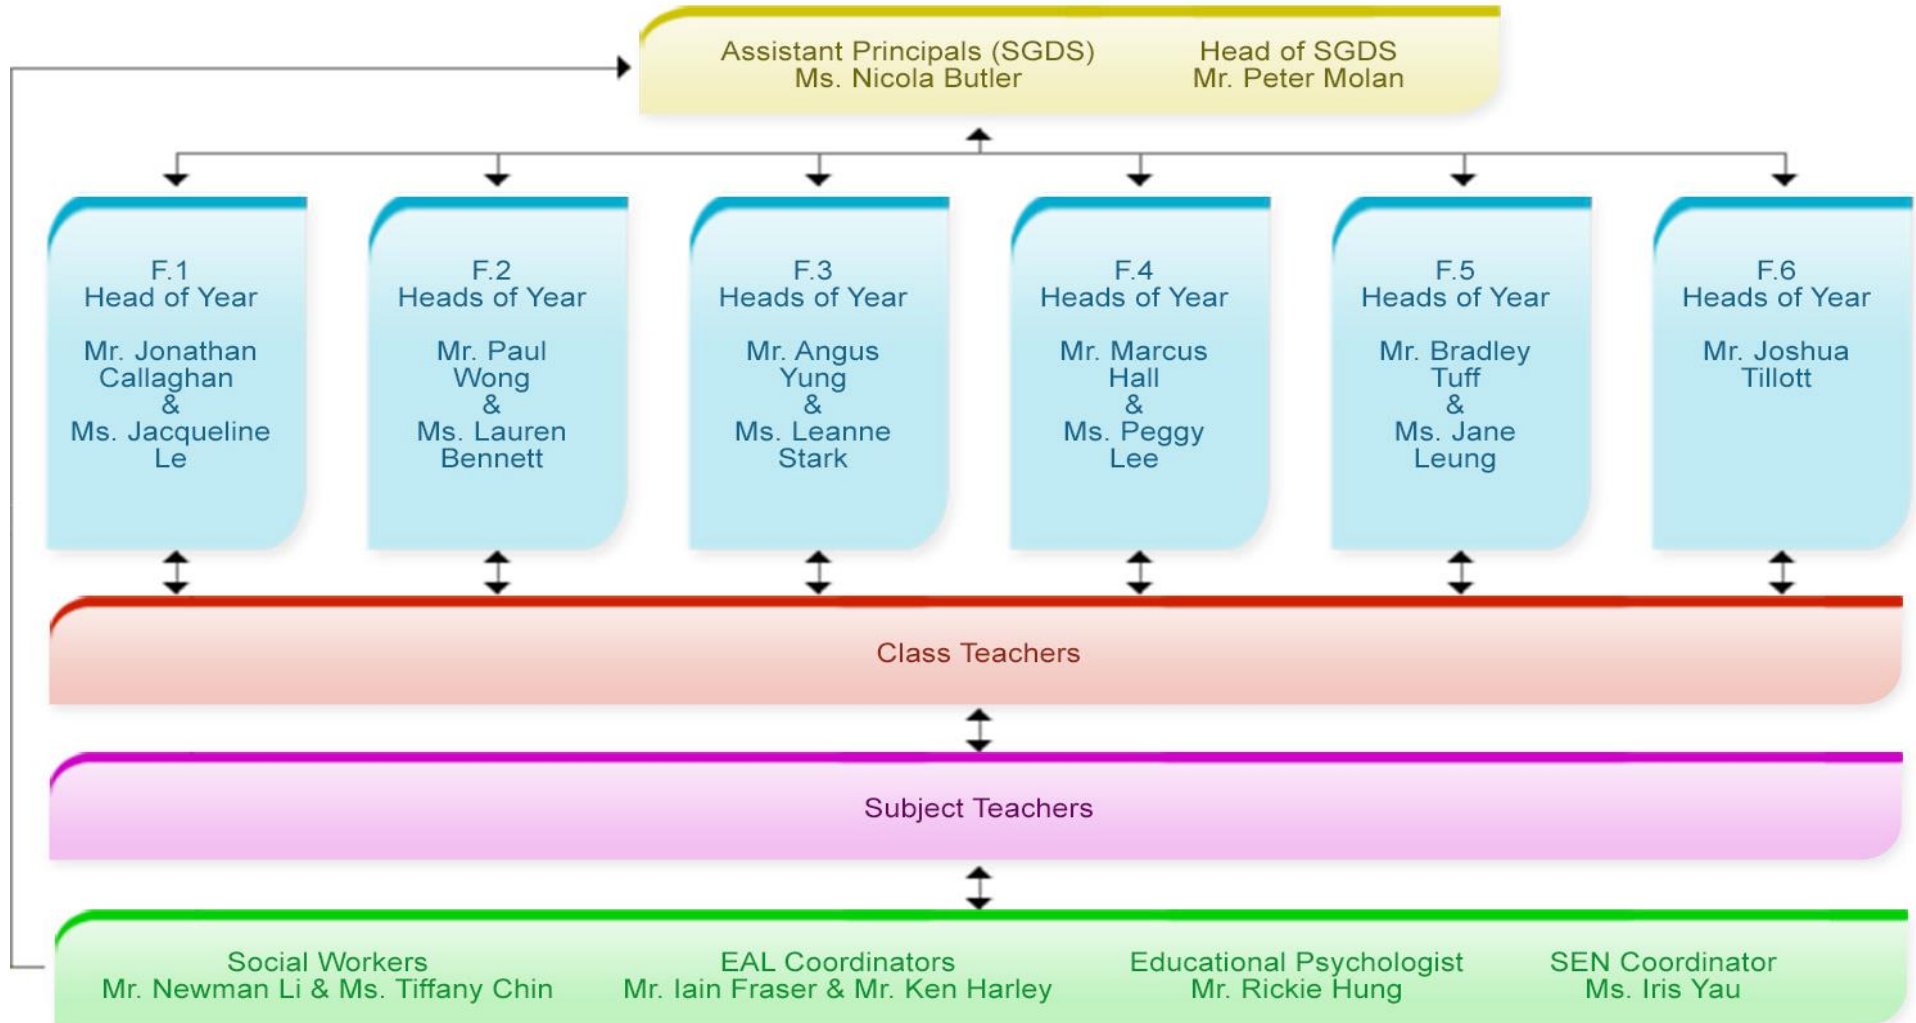 Assistant Principals (SGDS)
Ms. Nicola Butler
Head of SGDS
Mr. Peter Molan
F.1
Head of Year
Mr. Jonathan
Callaghan
&
Ms. Jacqueline
Le
F.2
Heads of Year
Mr. Paul
Wong
&
Ms. Lauren
Bennett
F.3
Heads of Year
Mr. Angus
Yung
&
Ms. Leanne
Stark
F.4
Heads of Year
Mr. Marcus
Hall
&
Ms. Peggy
Lee
F.5
Heads of Year
Mr. Bradley
Tuff
&
Ms. Jane
Leung
F.6
Heads of Year
Mr. Joshua
Tillott
Class Teachers
Subject Teachers
Social Workers
Mr. Newman Li & Ms. Tiffany Chin
EAL Coordinators
Mr. Iain Fraser & Mr. Ken Harley
Educational Psychologist
Mr. Rickie Hung
SEN Coordinator
Ms. Iris Yau